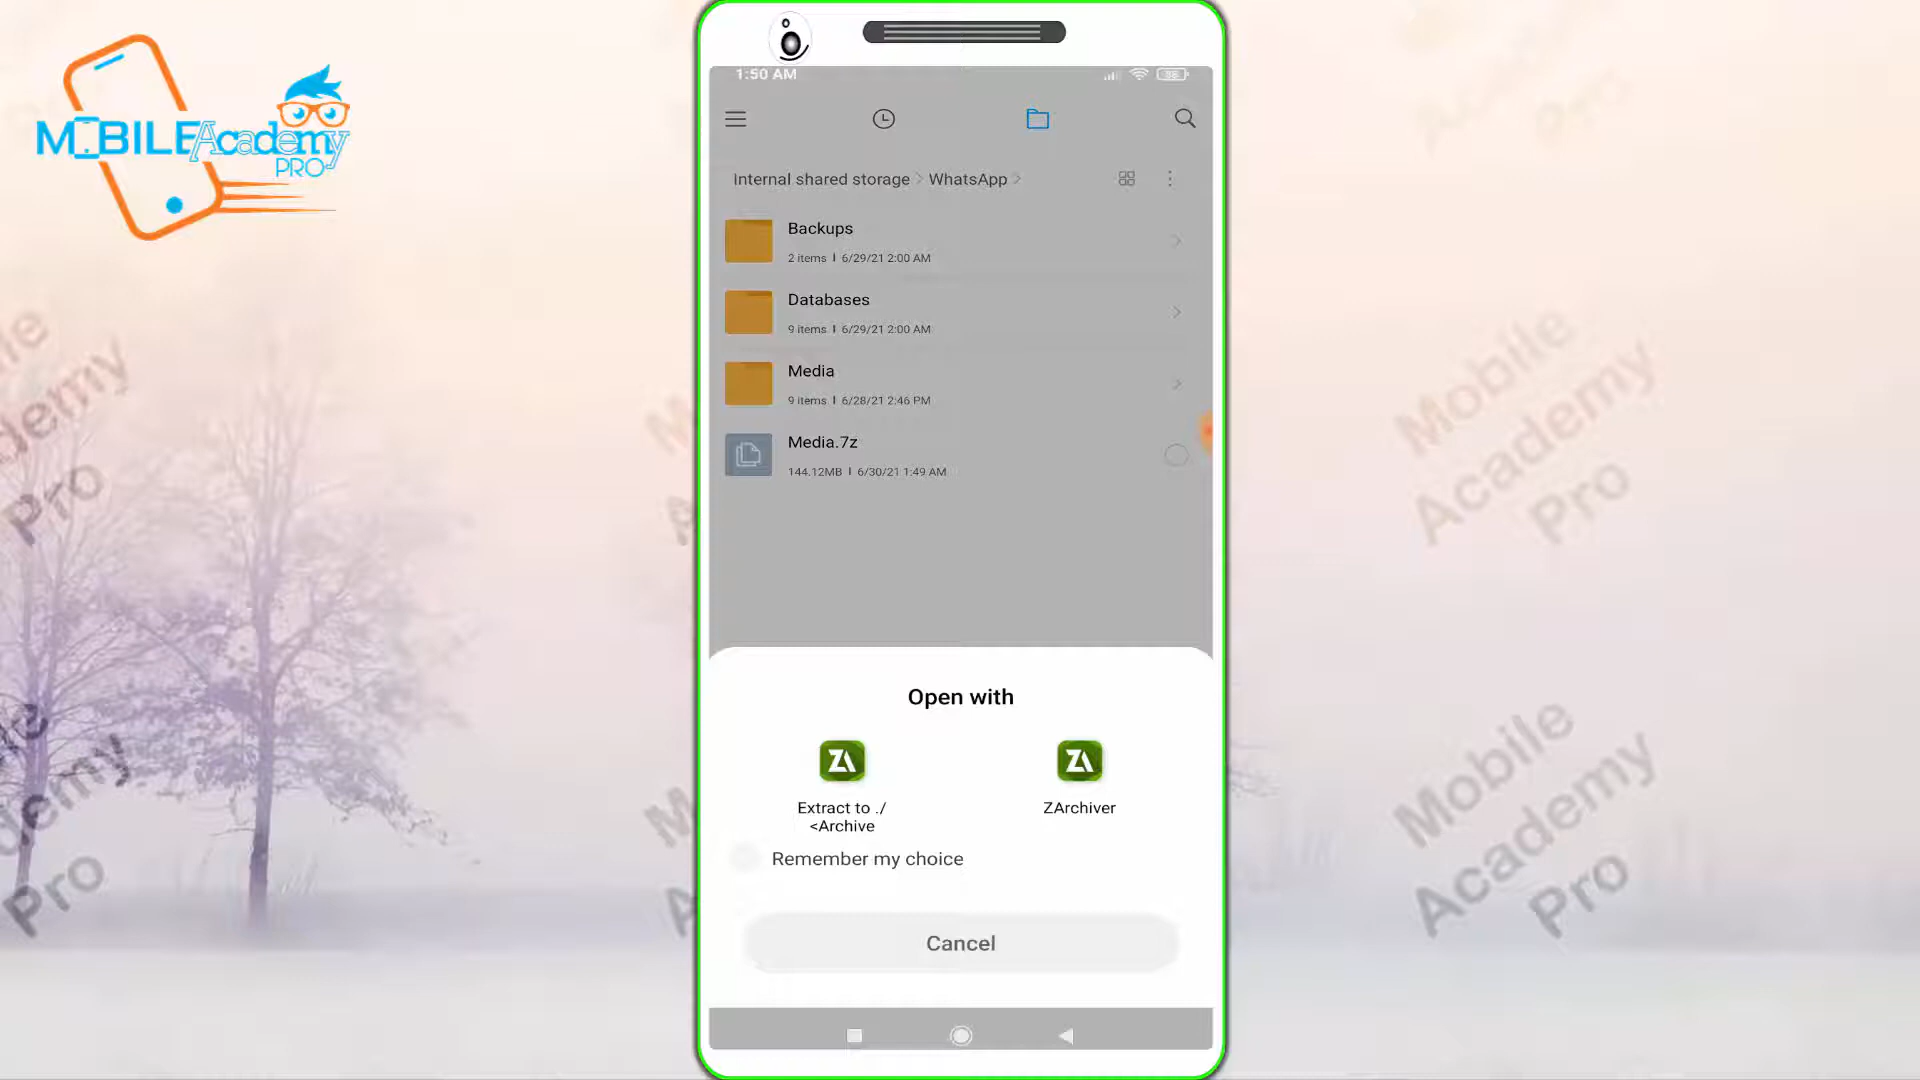 MOBILE Academy
PRO
1:50 AM
Internal shared storage > WhatsApp >
Backups
2 items | 6/29/21 2:00 AM
Databases
9 items | 6/29/21 2:00 AM
Media
9 items | 6/28/21 2:46 PM
Media.7z
144.12MB | 6/30/21 1:49 AM
Open with
ZA
ZA
Extract to ./
<Archive
ZArchiver
Remember my choice
Cancel
Mobile
Academy
Pro
Mobile
Academy
Pro